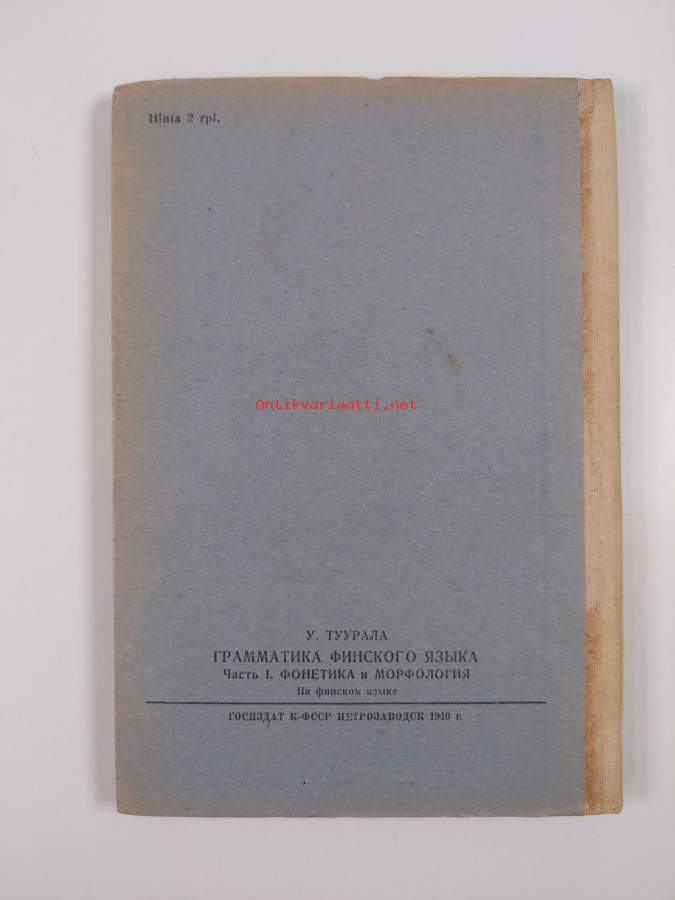 Hinta 2 rpl.
Antikvariaatti.net
У. ТУУРАЛА
ГРАММАТИКА ФИНСКОГО ЯЗЫКА
Часть I. ФОНЕТИКА и МОРФОЛОГИЯ
На финском языке
ГОСИЗДАТ К-ФССР ПЕТРОЗАВОДСК 1940 г.